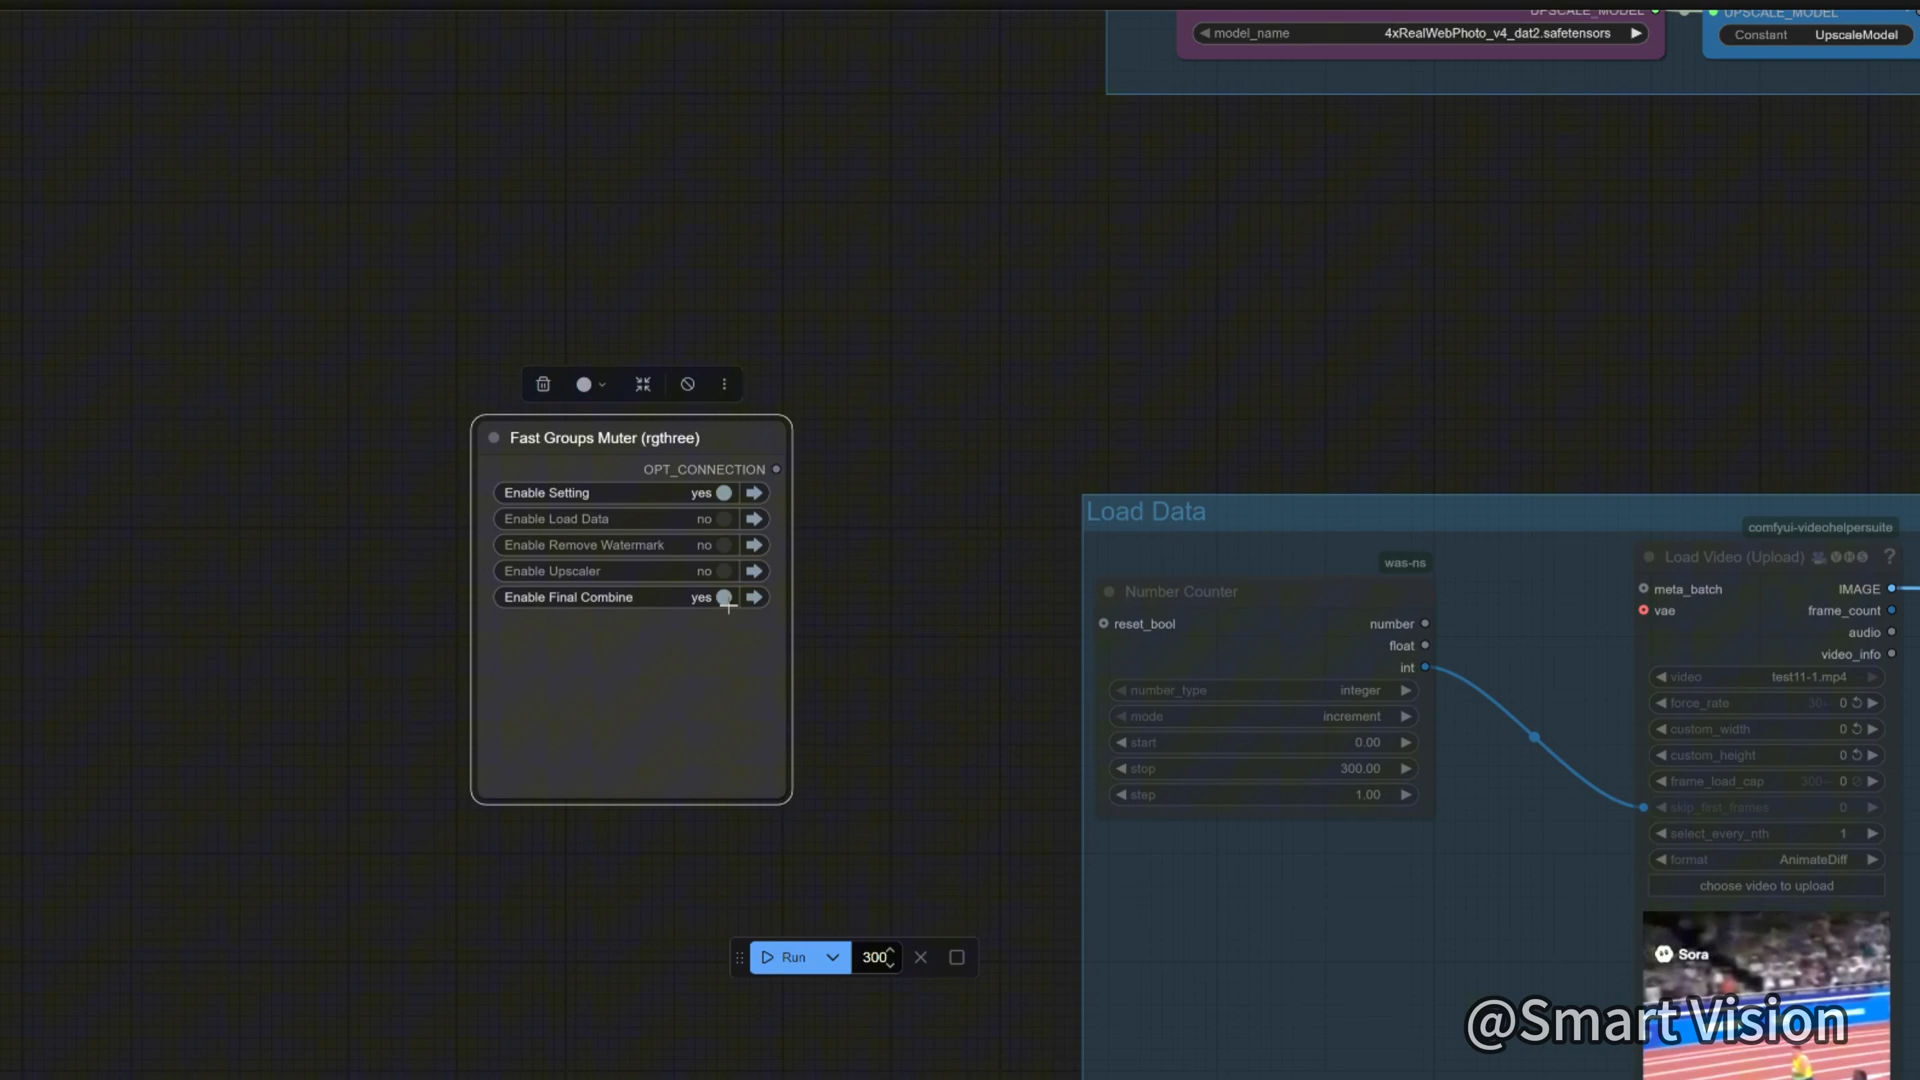 UPSCALE_MODEL
UPSCALE_MODEL
model_name 4xRealWebPhoto_v4_dat2.safetensors
Constant UpscaleModel
Fast Groups Muter (rgthree)
OPT_CONNECTION
Enable Setting yes
Enable Load Data no
Enable Remove Watermark no
Enable Upscaler no
Enable Final Combine yes
Run 300
Load Data
was-ns
Number Counter
reset_bool number
float
int
number_type integer
mode increment
start 0.00
stop 300.00
step 1.00
comfyui-videohelpersuite
Load Video (Upload) VHS ?
meta_batch IMAGE
vae frame_count
audio
video_info
video test11-1.mp4
force_rate 30 0
custom_width 0
custom_height 0
frame_load_cap 300 0
skip_first_frames 0
select_every_nth 1
format AnimateDiff
choose video to upload
Sora
@Smart Vision